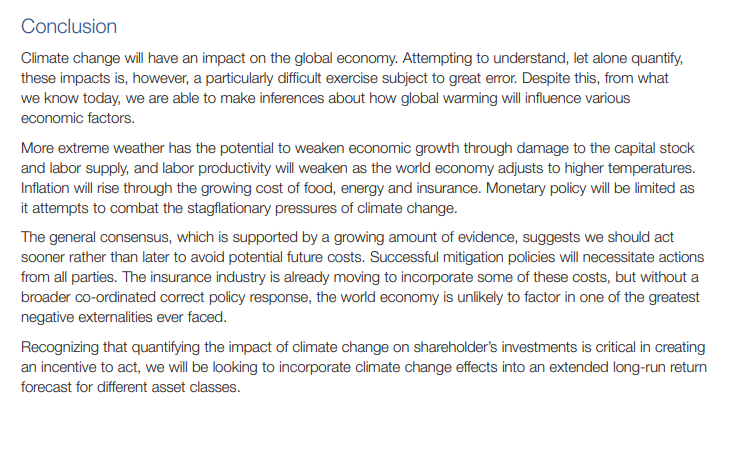 Conclusion
Climate change will have an impact on the global economy. Attempting to understand, let alone quantify,
these impacts is, however, a particularly difficult exercise subject to great error. Despite this, from what
we know today, we are able to make inferences about how global warming will influence various
economic factors.
More extreme weather has the potential to weaken economic growth through damage to the capital stock
and labor supply, and labor productivity will weaken as the world economy adjusts to higher temperatures.
Inflation will rise through the growing cost of food, energy and insurance. Monetary policy will be limited as
it attempts to combat the stagflationary pressures of climate change.
The general consensus, which is supported by a growing amount of evidence, suggests we should act
sooner rather than later to avoid potential future costs. Successful mitigation policies will necessitate actions
from all parties. The insurance industry is already moving to incorporate some of these costs, but without a
broader co-ordinated correct policy response, the world economy is unlikely to factor in one of the greatest
negative externalities ever faced.
Recognizing that quantifying the impact of climate change on shareholder's investments is critical in creating
an incentive to act, we will be looking to incorporate climate change effects into an extended long-run return
forecast for different asset classes.